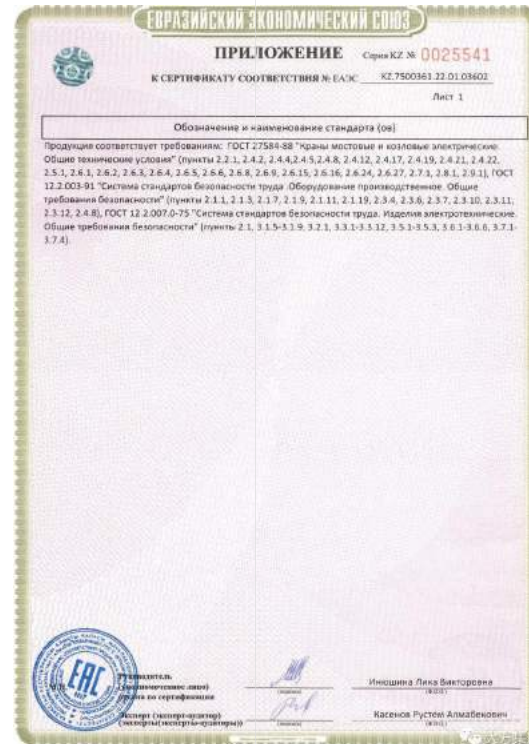 ЕВРАЗИЙСКИЙ ЭКОНОМИЧЕСКИЙ СОЮЗ
ПРИЛОЖЕНИЕ Серия KZ № 0025541
К СЕРТИФИКАТУ СООТВЕТСТВИЯ № ЕАЭС KZ.7500361.22.01.03602
Лист 1
Обозначение и наименование стандарта (ов)
Продукция соответствует требованиям: ГОСТ 27584-88 "Краны мостовые и козловые электрические.
Общие технические условия" (пункты 2.2.1, 2.4.2, 2.4.4,2.4.5,2.4.8, 2.4.12, 2.4.17, 2.4.19, 2.4.21, 2.4.22,
2.5.1, 2.6.1, 2.6.2, 2.6.3, 2.6.4, 2.6.5, 2.6.6, 2.6.8, 2.6.9, 2.6.15, 2.6.16, 2.6.24, 2.6.27, 2.7.1, 2.8.1, 2.9.1), ГОСТ
12.2.003-91 "Система стандартов безопасности труда .Оборудование производственное. Общие
требования безопасности" (пункты 2.1.1, 2.1.3, 2.1.7, 2.1.9, 2.1.11, 2.1.19, 2.3.4, 2.3.6, 2.3.7, 2.3.10, 2.3.11,
2.3.12, 2.4.8), ГОСТ 12.2.007.0-75 "Система стандартов безопасности труда. Изделия электротехнические.
Общие требования безопасности" (пункты 2.1, 3.1.5-3.1.9, 3.2.1, 3.3.1-3.3.12, 3.5.1-3.5.3, 3.6.1-3.6.6, 3.7.1-
3.7.4).
EAC
М.П.
Руководитель
(уполномоченное лицо)
органа по сертификации
(подпись)
Инюшина Лика Викторовна
(Ф.И.О.)
Эксперт (эксперт-аудитор)
(эксперты(эксперты-аудиторы))
(подпись)
Касенов Рустем Алмабекович
(Ф.И.О.)